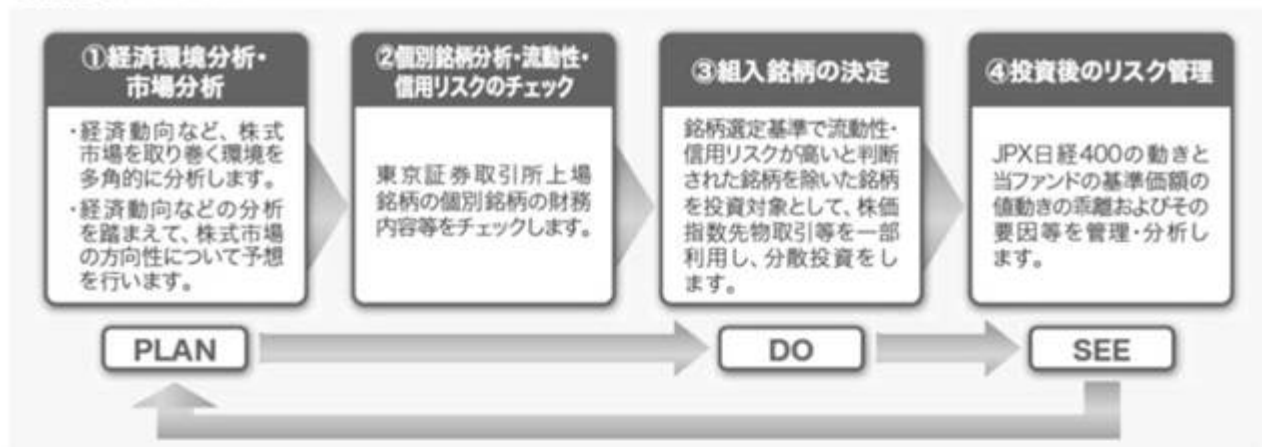 ①経済環境分析・
市場分析
・経済動向など、株式
市場を取り巻く環境を
多角的に分析します。
・経済動向などの分析
を踏まえて、株式市場
の方向性について予想
を行います。
②個別銘柄分析・流動性・
信用リスクのチェック
東京証券取引所上場
銘柄の個別銘柄の財務
内容等をチェックします。
③組入銘柄の決定
銘柄選定基準で流動性・
信用リスクが高いと判断
された銘柄を除いた銘柄
を投資対象として、株価
指数先物取引等を一部
利用し、分散投資をし
ます。
④投資後のリスク管理
JPX日経400の動きと
当ファンドの基準価額の
値動きの乖離およびその
要因等を管理・分析し
ます。
PLAN
DO
SEE